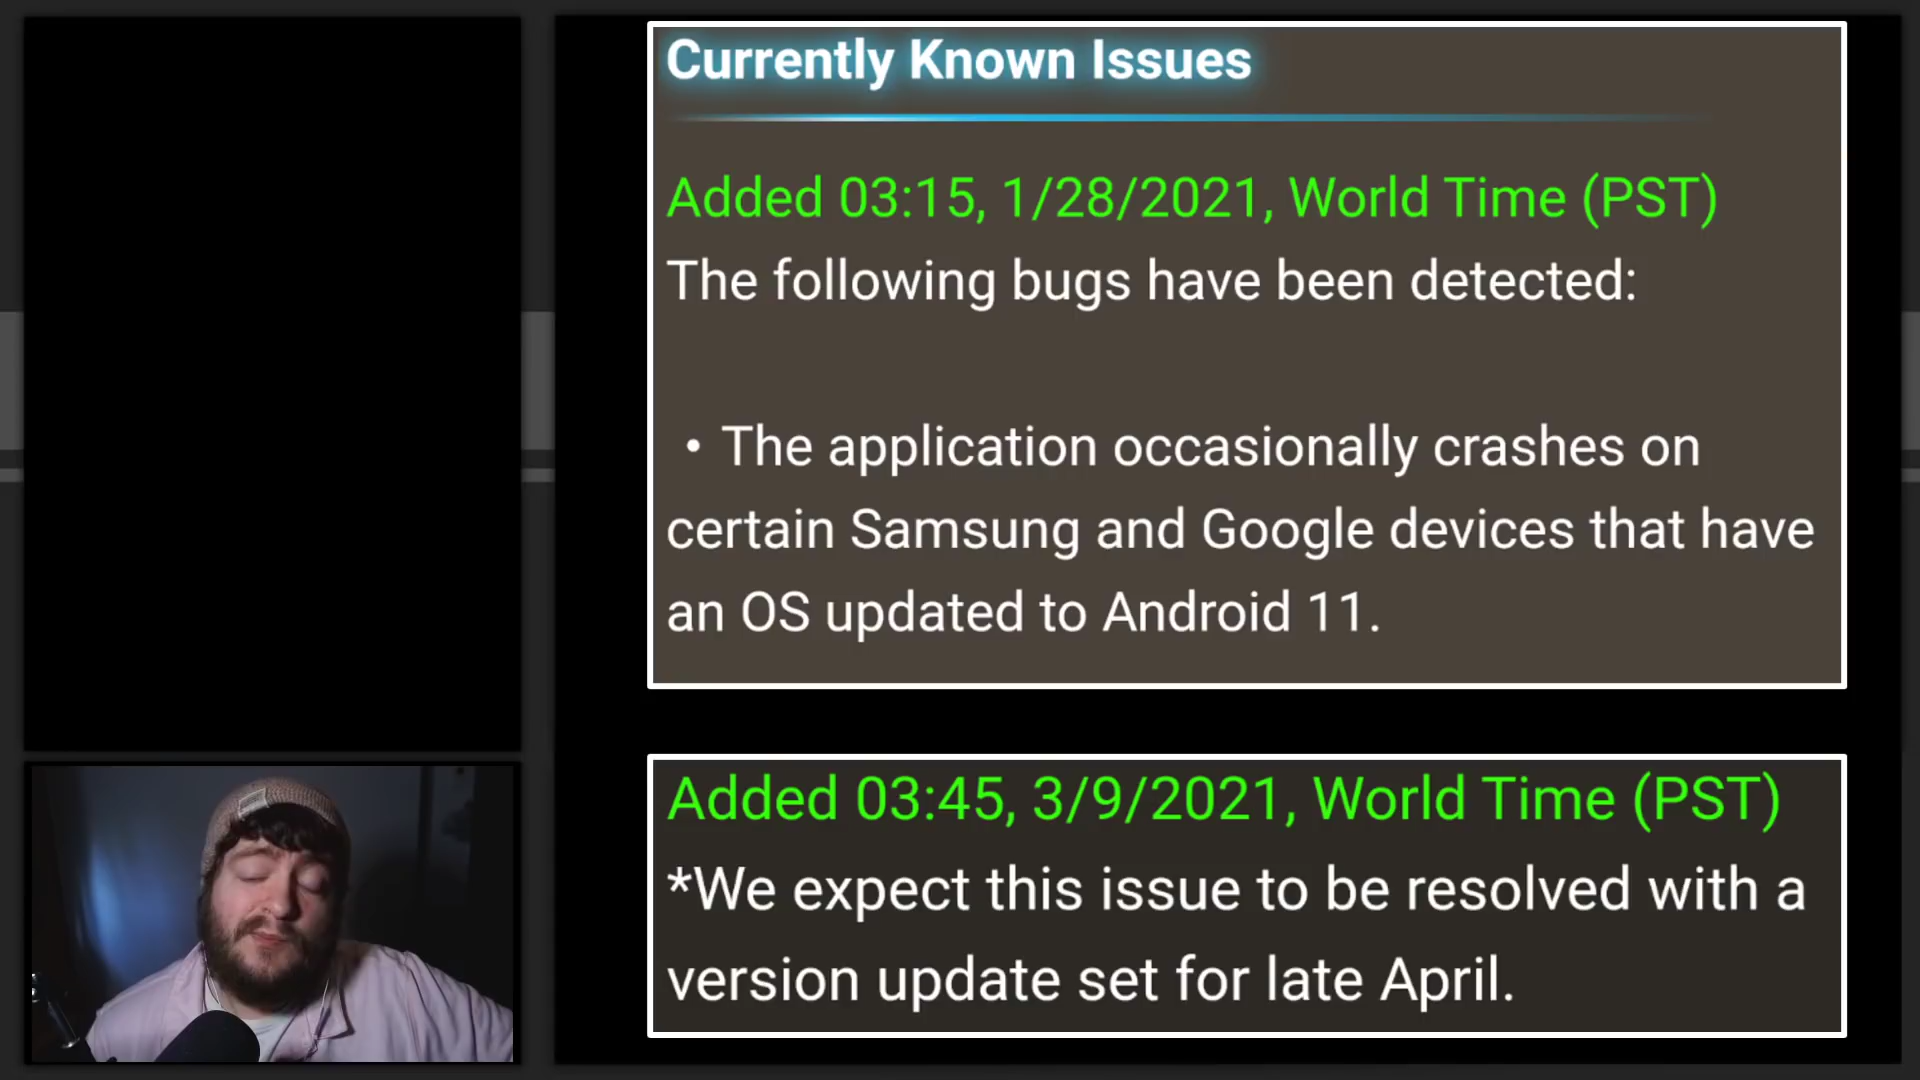 Currently Known Issues
Added 03:15, 1/28/2021, World Time (PST)
The following bugs have been detected:
• The application occasionally crashes on
certain Samsung and Google devices that have
an OS updated to Android 11.
Added 03:45, 3/9/2021, World Time (PST)
*We expect this issue to be resolved with a
version update set for late April.